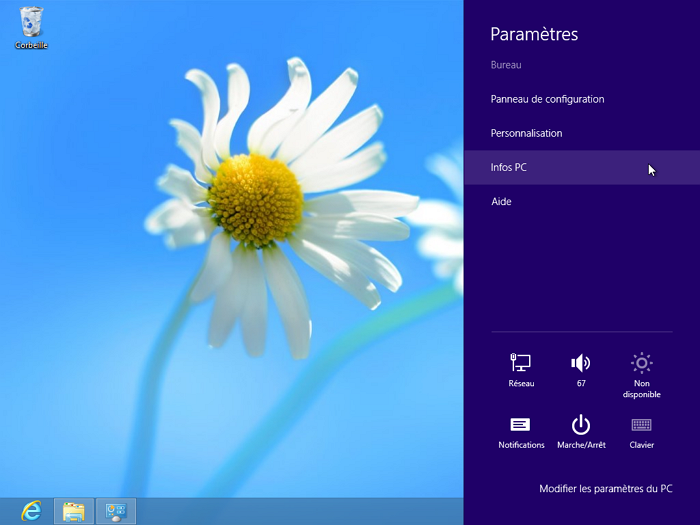 Corbeille
Paramètres
Bureau
Panneau de configuration
Personnalisation
Infos PC
Aide
Réseau
67
Non
disponible
Notifications
Marche/Arrêt
Clavier
Modifier les paramètres du PC